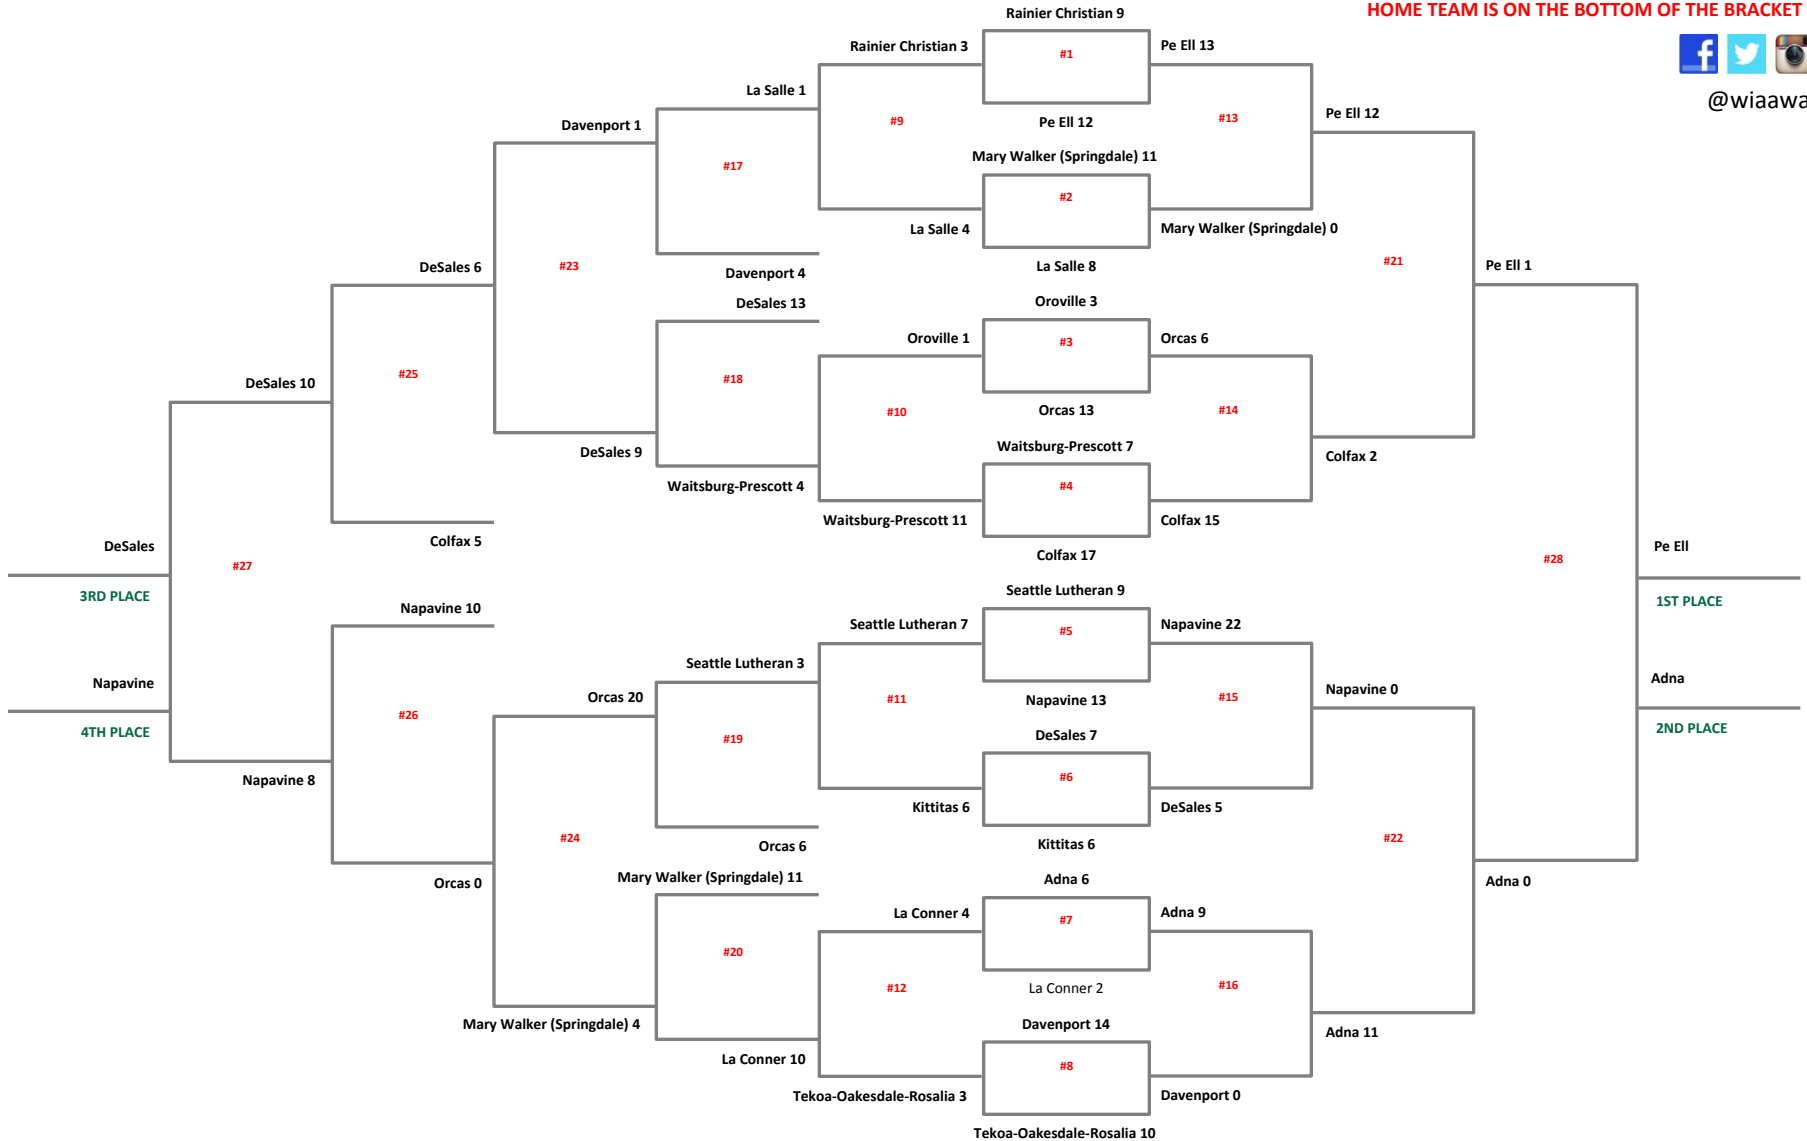 HOME TEAM IS ON THE BOTTOM OF THE BRACKET
@wiaawa
Rainier Christian 9
#1
Pe Ell 12
Mary Walker (Springdale) 11
#2
La Salle 8
Oroville 3
#3
Orcas 13
Waitsburg-Prescott 7
#4
Colfax 17
Seattle Lutheran 9
#5
Napavine 13
DeSales 7
#6
Kittitas 6
Adna 6
#7
La Conner 2
Davenport 14
#8
Tekoa-Oakesdale-Rosalia 10
Rainier Christian 3
#9
La Salle 4
Oroville 1
#10
Waitsburg-Prescott 11
Seattle Lutheran 7
#11
Kittitas 6
La Conner 4
#12
Tekoa-Oakesdale-Rosalia 3
Pe Ell 13
#13
Mary Walker (Springdale) 0
Orcas 6
#14
Colfax 15
Napavine 22
#15
DeSales 5
Adna 9
#16
Davenport 0
La Salle 1
#17
Davenport 4
DeSales 13
#18
Waitsburg-Prescott 4
Seattle Lutheran 3
#19
Orcas 6
Mary Walker (Springdale) 11
#20
La Conner 10
Pe Ell 12
#21
Colfax 2
Napavine 0
#22
Adna 11
Davenport 1
#23
DeSales 9
Orcas 20
#24
Mary Walker (Springdale) 4
DeSales 6
#25
Colfax 5
Napavine 10
#26
Orcas 0
DeSales 10
#27
Napavine 8
DeSales
3RD PLACE
Napavine
4TH PLACE
Pe Ell 1
#28
Adna 0
Pe Ell
1ST PLACE
Adna
2ND PLACE